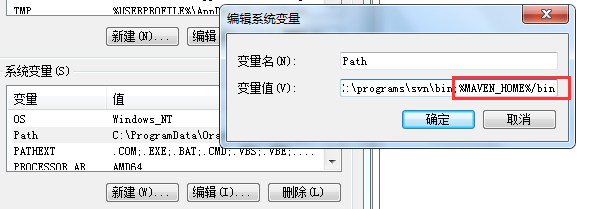 TMP %USERPROFILE%\AppD
新建(N)... 编辑
系统变量(S)
变量 值
OS Windows_NT
Path C:\ProgramData\Ora
PATHEXT .COM;.EXE;.BAT;.CMD;.VBS;.VBE;....
PROCESSOR_AR AMD64
新建(W)... 编辑(I)... 删除(L)
编辑系统变量
变量名(N): Path
变量值(V): :\programs\svn\bin;%MAVEN_HOME%/bin
确定 取消